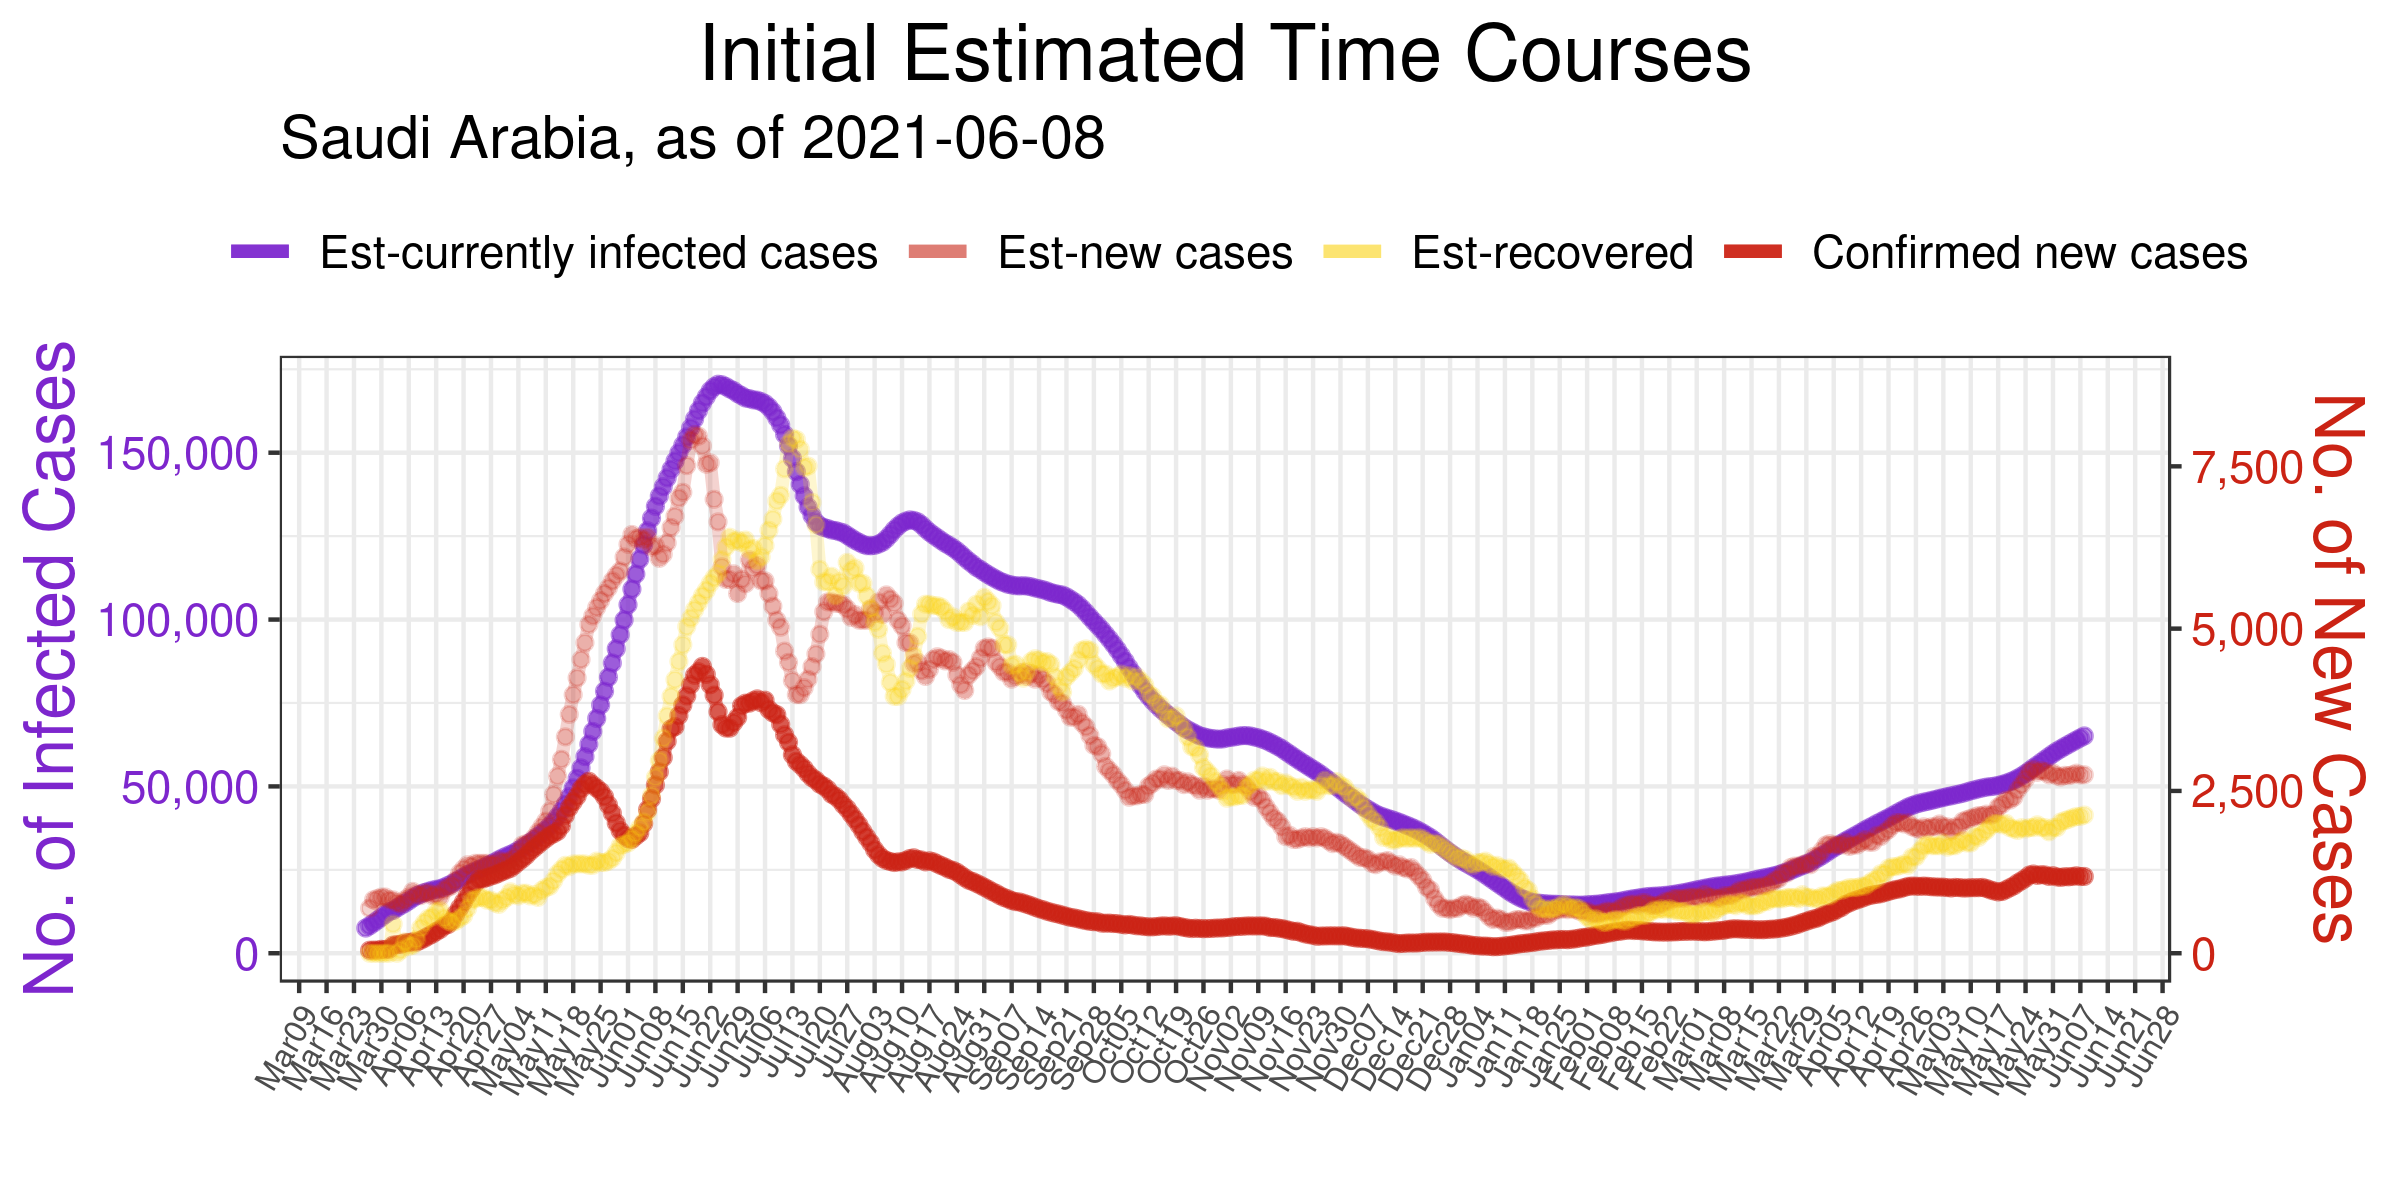 Initial Estimated Time Courses
Saudi Arabia, as of 2021-06-08
Est-currently infected cases Est-new cases Est-recovered Confirmed new cases
No. of Infected Cases
150,000
100,000
50,000
0
7,500
5,000
2,500
0
No. of New Cases
Mar09 Mar16 Mar23 Mar30 Apr06 Apr13 Apr20 Apr27 May04 May11 May18 May25 Jun01 Jun08 Jun15 Jun22 Jun29 Jul06 Jul13 Jul20 Jul27 Aug03 Aug10 Aug17 Aug24 Aug31 Sep07 Sep14 Sep21 Sep28 Oct05 Oct12 Oct19 Oct26 Nov02 Nov09 Nov16 Nov23 Nov30 Dec07 Dec14 Dec21 Dec28 Jan04 Jan11 Jan18 Jan25 Feb01 Feb08 Feb15 Feb22 Mar01 Mar08 Mar15 Mar22 Mar29 Apr05 Apr12 Apr19 Apr26 May03 May10 May17 May24 May31 Jun07 Jun14 Jun21 Jun28